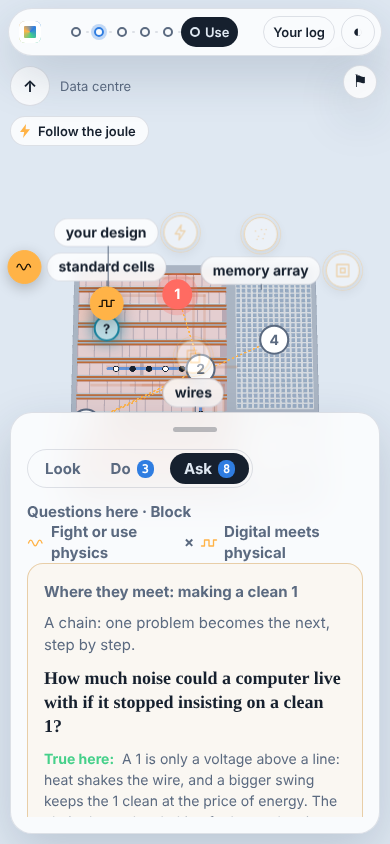 Use
Your log
Data centre
Follow the joule
your design
standard cells
memory array
1
?
2
4
wires
Look
Do 3
Ask 8
Questions here · Block
Fight or use physics × Digital meets physical
Where they meet: making a clean 1
A chain: one problem becomes the next,
step by step.
How much noise could a computer live
with if it stopped insisting on a clean
1?
True here: A 1 is only a voltage above a line:
heat shakes the wire, and a bigger swing
keeps the 1 clean at the price of energy. The